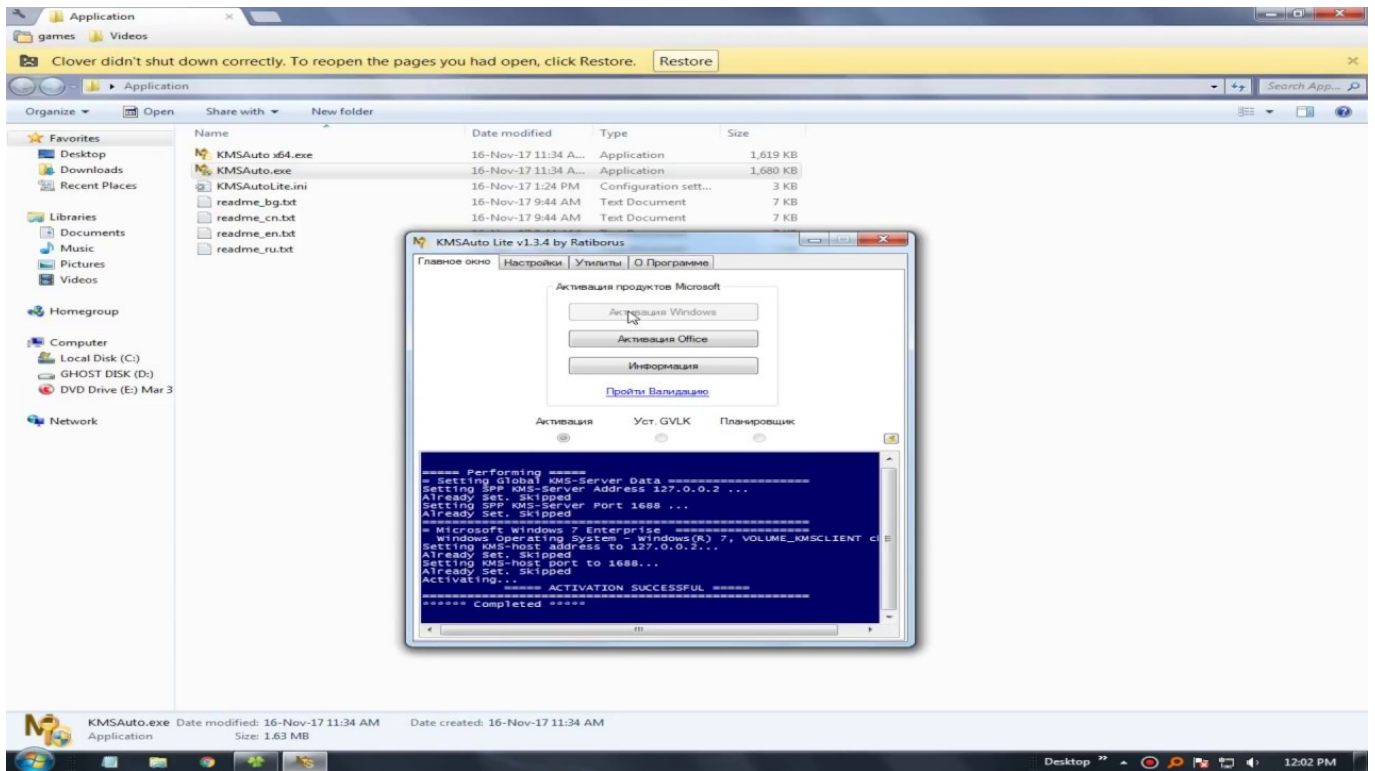 Application
games Videos
Clover didn't shut down correctly. To reopen the pages you had open, click Restore. Restore
Application
Search App...
Organize Open Share with New folder
Name Date modified Type Size
Favorites
Desktop
Downloads
Recent Places
Libraries
Documents
Music
Pictures
Videos
Homegroup
Computer
Local Disk (C:)
GHOST DISK (D:)
DVD Drive (E:) Mar 3
Network
KMSAuto x64.exe 16-Nov-17 11:34 A... Application 1,619 KB
KMSAuto.exe 16-Nov-17 11:34 A... Application 1,680 KB
KMSAutoLite.ini 16-Nov-17 1:24 PM Configuration sett... 3 KB
readme_bg.txt 16-Nov-17 9:44 AM Text Document 7 KB
readme_cn.txt 16-Nov-17 9:44 AM Text Document 7 KB
readme_en.txt
readme_ru.txt
KMSAuto Lite v1.3.4 by Ratiborus
Главное окно Настройки Утилиты О Программе
Активация продуктов Microsoft
Активация Windows
Активация Office
Информация
Пройти Валидацию
Активация Уст. GVLK Планировщик
===== Performing =====
= Setting Global KMS-Server Data ===================
Setting SPP KMS-Server Address 127.0.0.2 ...
Already Set. Skipped
Setting SPP KMS-Server Port 1688 ...
Already Set. Skipped
= Microsoft Windows 7 Enterprise ==================
Windows Operating System - Windows(R) 7, VOLUME_KMSCLIENT c
Setting KMS-host address to 127.0.0.2...
Already Set. Skipped
Setting KMS-host port to 1688...
Already Set. Skipped
Activating...
===== ACTIVATION SUCCESSFUL =====
====== Completed =====
KMSAuto.exe Date modified: 16-Nov-17 11:34 AM Date created: 16-Nov-17 11:34 AM
Application Size: 1.63 MB
Desktop 12:02 PM